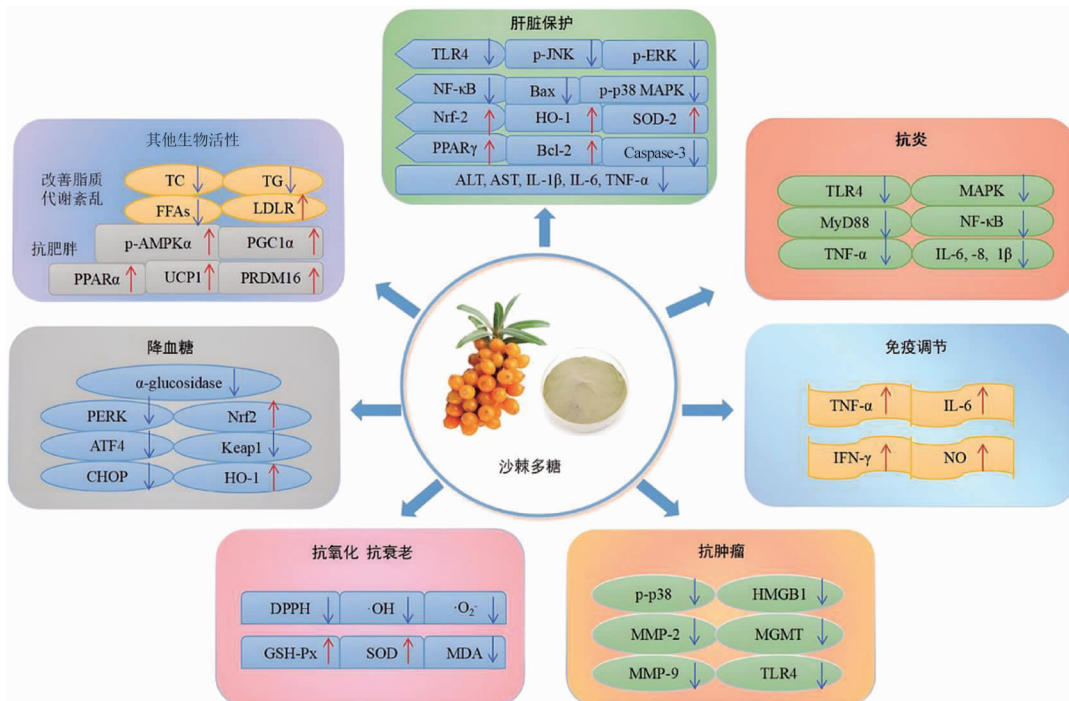 肝脏保护
TLR4↓ p-JNK↓ p-ERK↓
NF-κB↓ Bax↓ p-p38 MAPK↓
Nrf-2↑ HO-1↑ SOD-2↑
PPARγ↑ Bcl-2↑ Caspase-3↓
ALT, AST, IL-1β, IL-6, TNF-α↓
其他生物活性
改善脂质
代谢紊乱
TC↓ TG↓
FFAs↓ LDLR↑
抗肥胖
p-AMPKα↑ PGC1α↑
PPARα↑ UCP1↑ PRDM16↑
抗炎
TLR4↓ MAPK↓
MyD88↓ NF-κB↓
TNF-α↓ IL-6, -8, 1β↓
降血糖
α-glucosidase↓
PERK↓ Nrf2↑
ATF4↓ Keap1↓
CHOP↓ HO-1↑
沙棘多糖
免疫调节
TNF-α↑ IL-6↑
IFN-γ↑ NO↑
抗氧化 抗衰老
DPPH↓ ·OH↓ ·O₂⁻↓
GSH-Px↑ SOD↑ MDA↓
抗肿瘤
p-p38↓ HMGB1↓
MMP-2↓ MGMT↓
MMP-9↓ TLR4↓